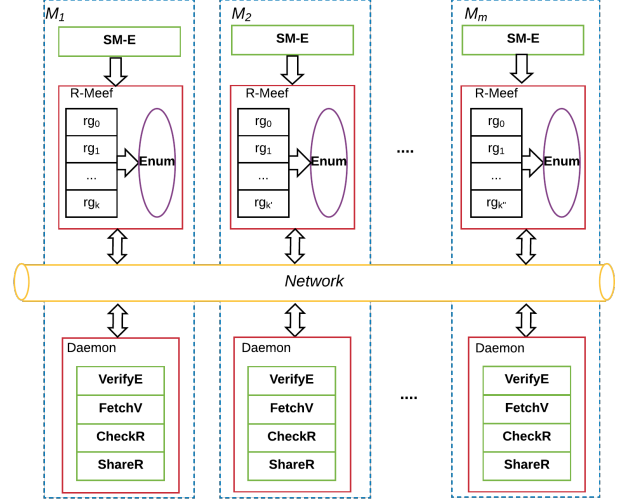 M1
M2
Mm
SM-E
SM-E
SM-E
R-Meef
R-Meef
R-Meef
rg0
rg1
...
rgk
Enum
rg0
rg1
...
rgk'
Enum
....
rg0
rg1
...
rgk"
Enum
Network
Daemon
VerifyE
FetchV
CheckR
ShareR
Daemon
VerifyE
FetchV
CheckR
ShareR
....
Daemon
VerifyE
FetchV
CheckR
ShareR